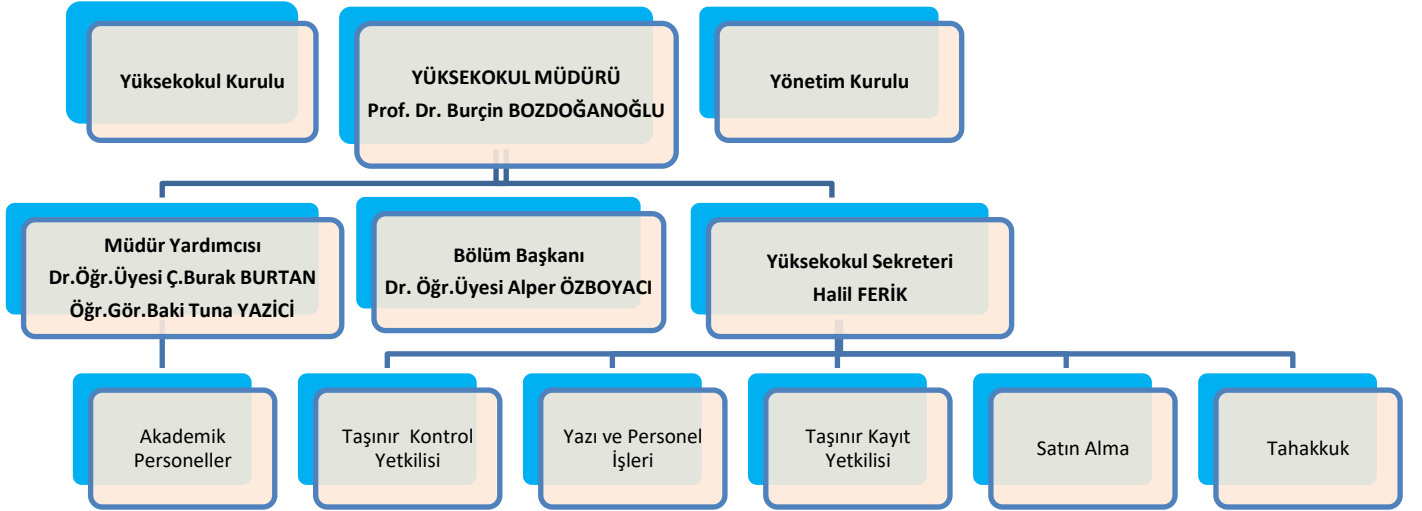 Yüksekokul Kurulu
YÜKSEKOKUL MÜDÜRÜ
Prof. Dr. Burçin BOZDOĞANOĞLU
Yönetim Kurulu
Müdür Yardımcısı
Dr.Öğr.Üyesi Ç.Burak BURTAN
Öğr.Gör.Baki Tuna YAZİCİ
Bölüm Başkanı
Dr. Öğr.Üyesi Alper ÖZBOYACI
Yüksekokul Sekreteri
Halil FERİK
Akademik
Personeller
Taşınır Kontrol
Yetkilisi
Yazı ve Personel
İşleri
Taşınır Kayıt
Yetkilisi
Satın Alma
Tahakkuk